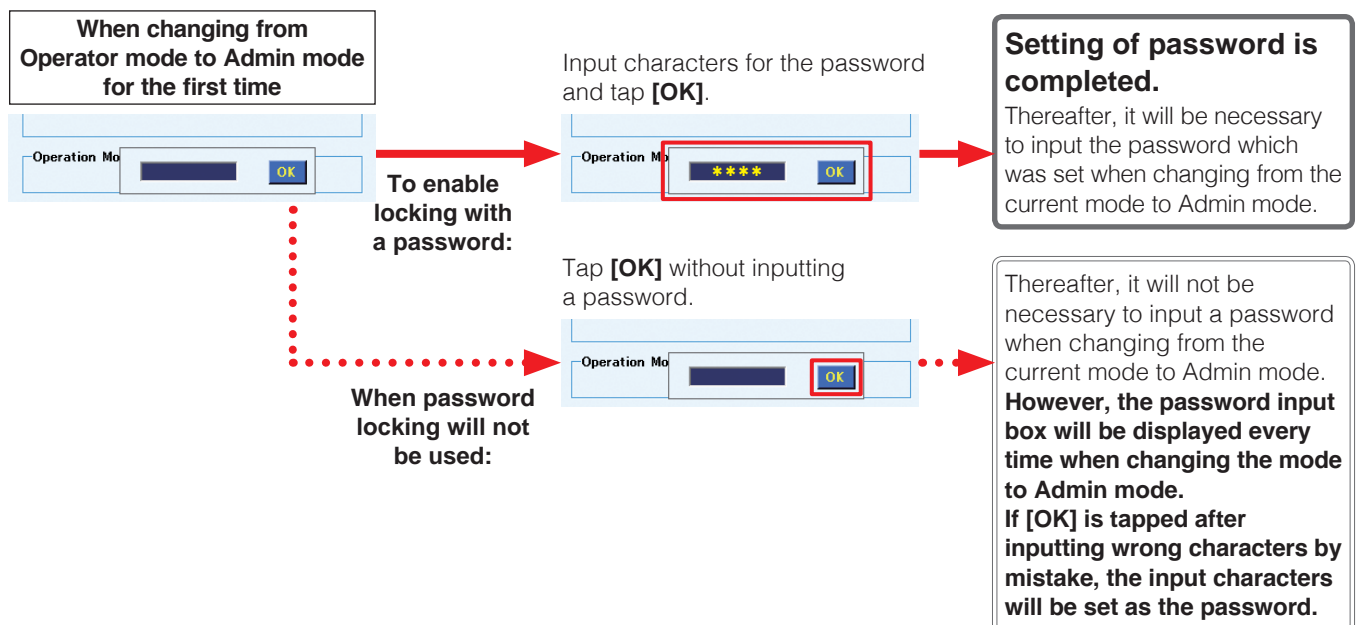 When changing from
Operator mode to Admin mode
for the first time
Operation Mo
OK
To enable
locking with
a password:
Input characters for the password
and tap [OK].
Operation Mo
****
OK
Setting of password is
completed.
Thereafter, it will be necessary
to input the password which
was set when changing from the
current mode to Admin mode.
When password
locking will not
be used:
Tap [OK] without inputting
a password.
Operation Mo
OK
Thereafter, it will not be
necessary to input a password
when changing from the
current mode to Admin mode.
However, the password input
box will be displayed every
time when changing the mode
to Admin mode.
If [OK] is tapped after
inputting wrong characters by
mistake, the input characters
will be set as the password.